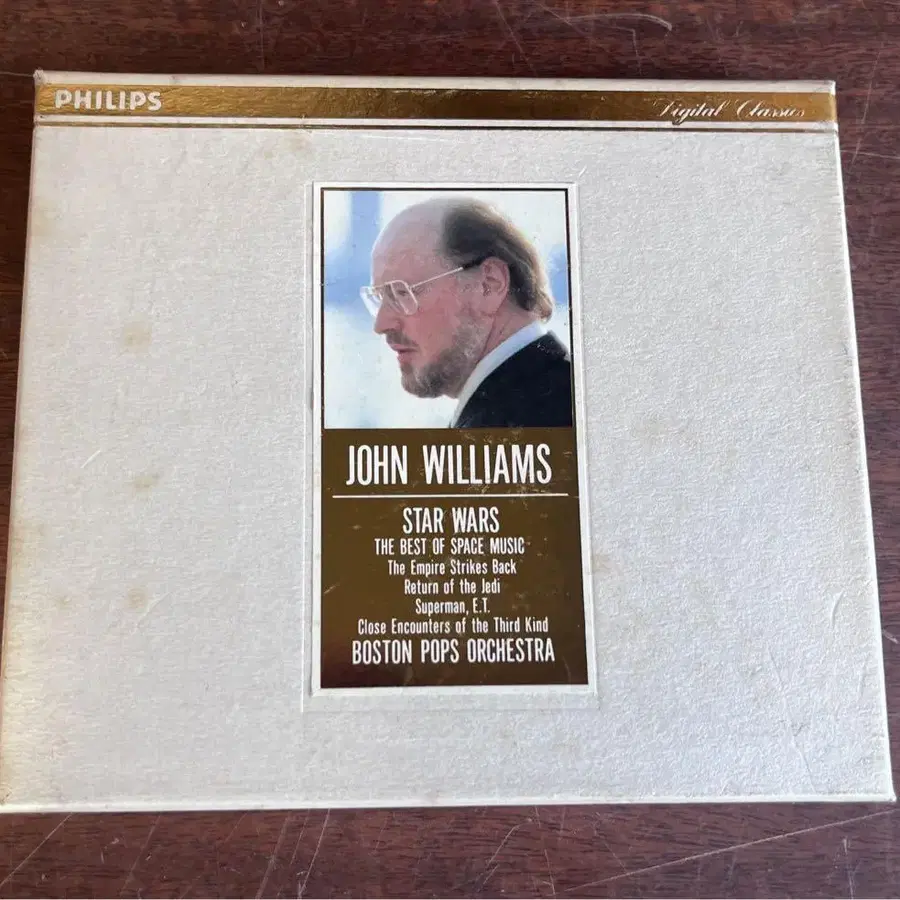 PHILIPS
Digital Classics
JOHN WILLIAMS
STAR WARS
THE BEST OF SPACE MUSIC
The Empire Strikes Back
Return of the Jedi
Superman, E.T.
Close Encounters of the Third Kind
BOSTON POPS ORCHESTRA